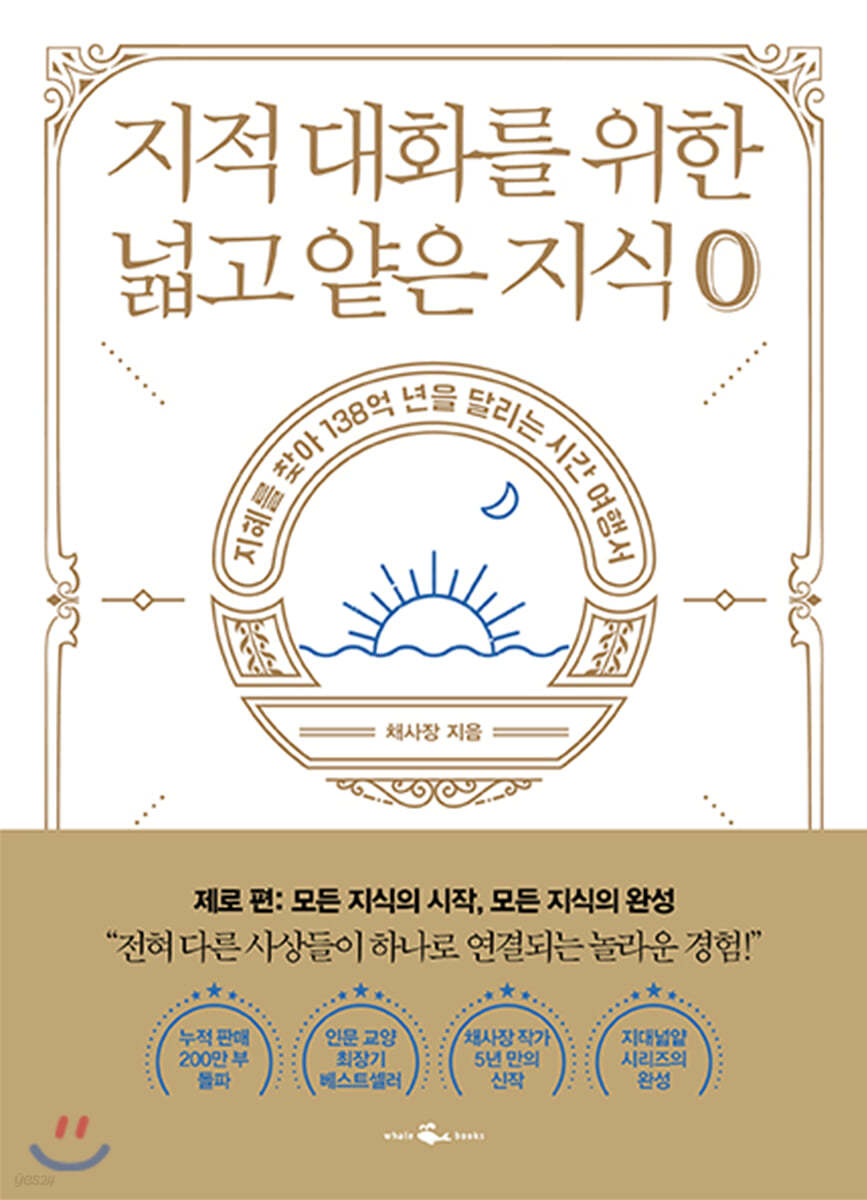 지적 대화를 위한
넓고 얕은 지식 0
지혜를 찾아 138억 년을 달리는 시간 여행서
채사장 지음
제로 편: 모든 지식의 시작, 모든 지식의 완성
“전혀 다른 사상들이 하나로 연결되는 놀라운 경험!”
누적 판매
200만 부
돌파
인문 교양
최장기
베스트셀러
채사장 작가
5년 만의
신작
지대넓얕
시리즈의
완성
whale books
yes24